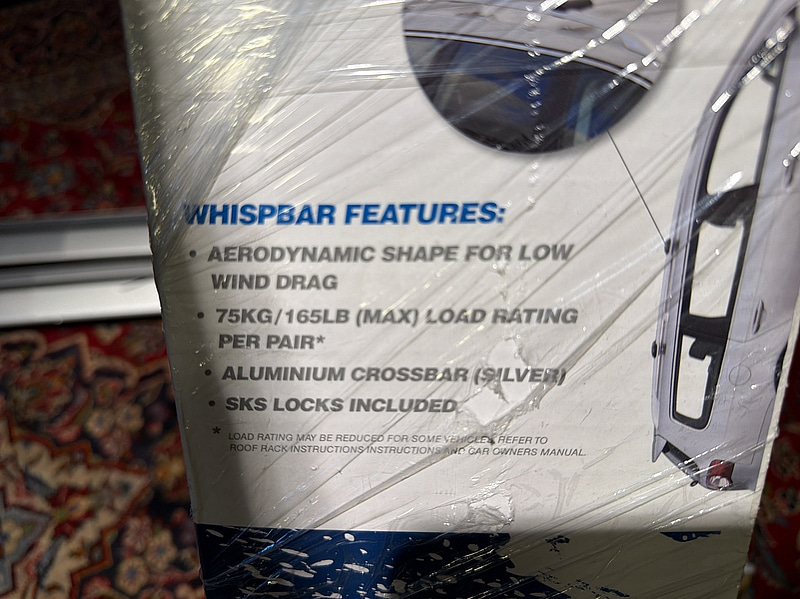 WHISPBAR FEATURES:
• AERODYNAMIC SHAPE FOR LOW
WIND DRAG
• 75KG/165LB (MAX) LOAD RATING
PER PAIR*
• ALUMINIUM CROSSBAR (SILVER)
• SKS LOCKS INCLUDED
* LOAD RATING MAY BE REDUCED FOR SOME VEHICLES, REFER TO
ROOF RACK INSTRUCTIONS INSTRUCTIONS AND CAR OWNERS MANUAL.